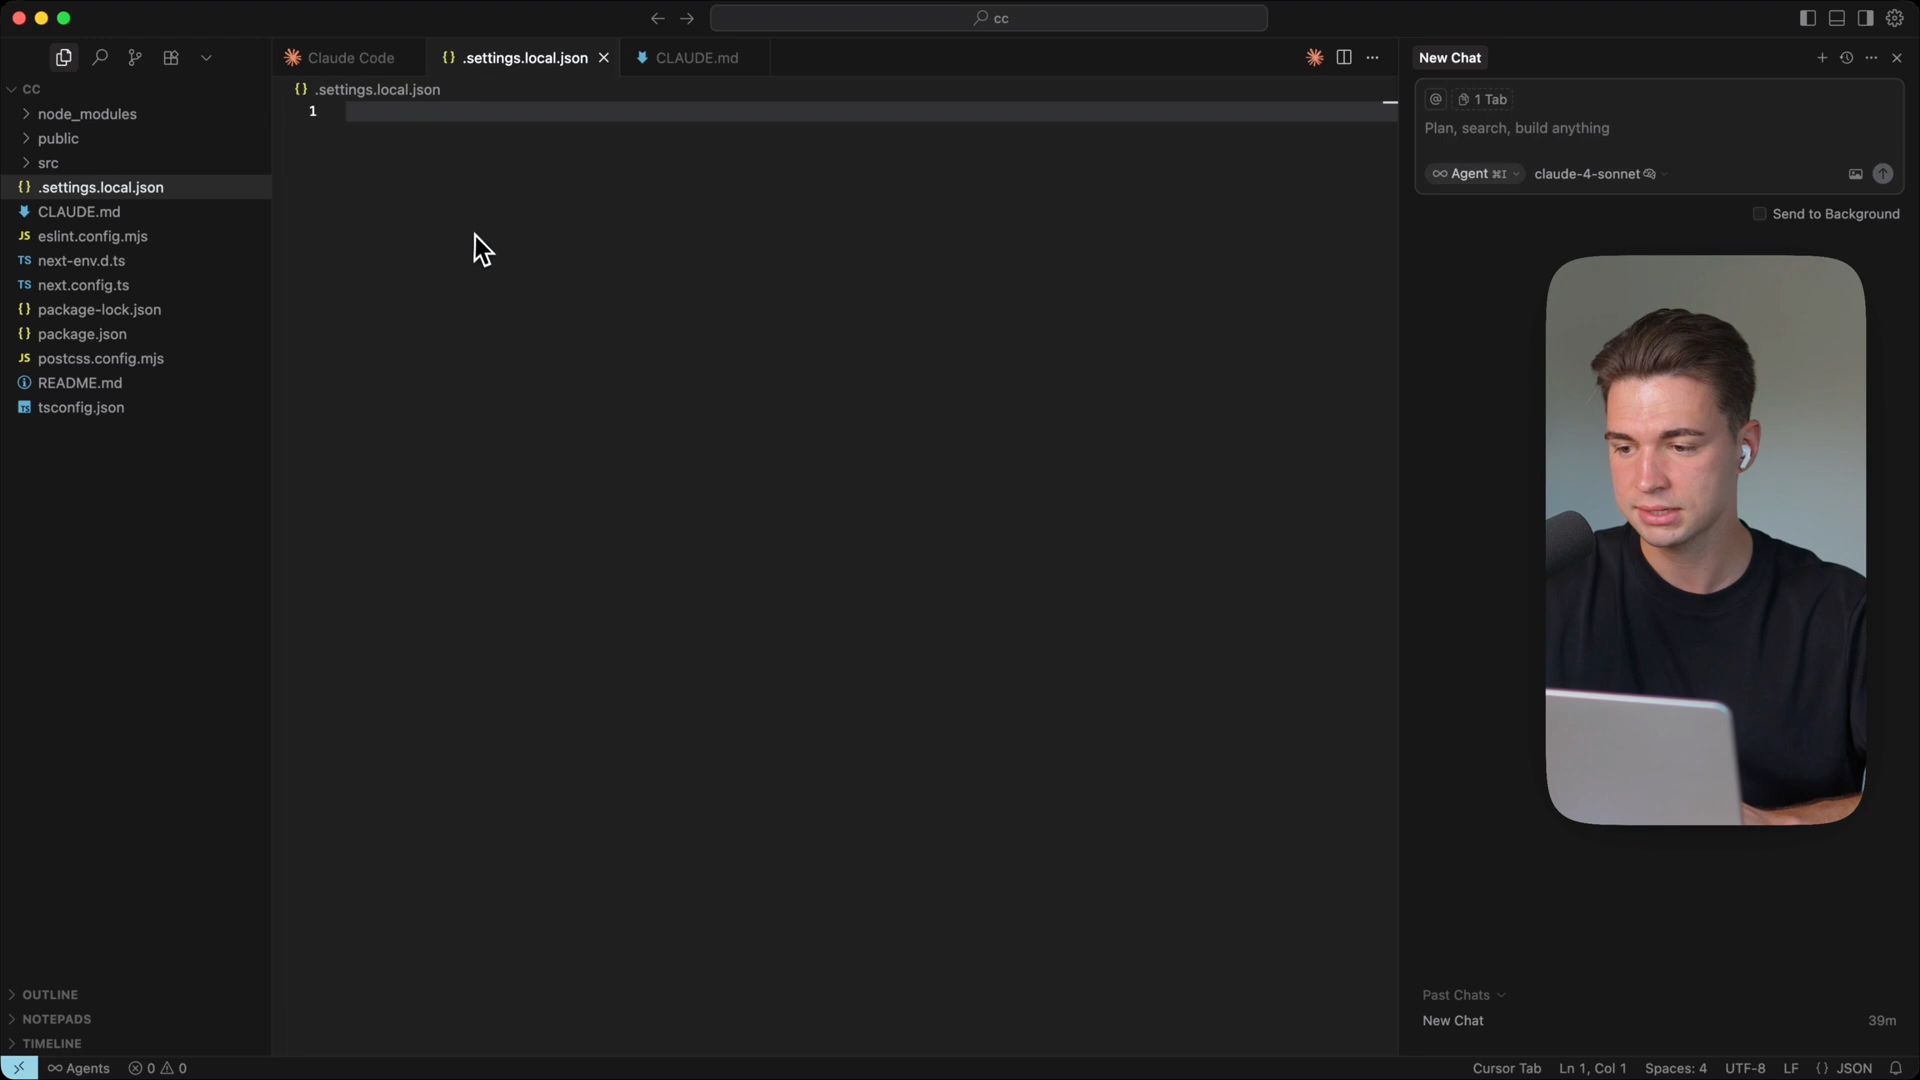 cc
Claude Code
.settings.local.json
CLAUDE.md
New Chat
CC
node_modules
public
src
.settings.local.json
CLAUDE.md
eslint.config.mjs
next-env.d.ts
next.config.ts
package-lock.json
package.json
postcss.config.mjs
README.md
tsconfig.json
.settings.local.json
1
@ 1 Tab
Plan, search, build anything
Agent ⌘I
claude-4-sonnet
Send to Background
OUTLINE
NOTEPADS
TIMELINE
Past Chats
New Chat 39m
Agents 0 0
Cursor Tab Ln 1, Col 1 Spaces: 4 UTF-8 LF {} JSON